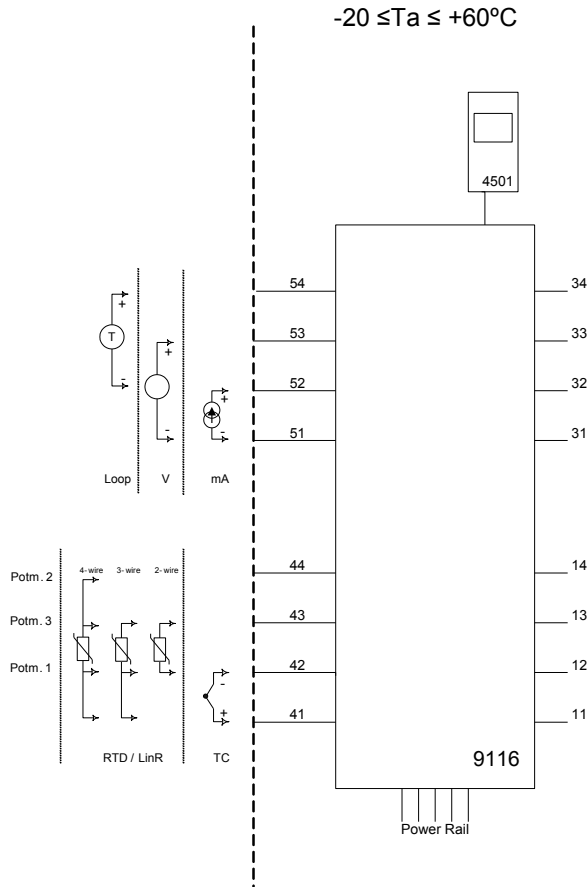 -20 ≤Ta ≤ +60ºC
4501
54
34
+
T
53
33
+
-
52
32
+
-
-
51
31
Loop
V
mA
Potm. 2
4-wire
3-wire
2-wire
44
14
Potm. 3
43
13
Potm. 1
42
12
-
+
41
11
RTD / LinR
TC
9116
Power Rail